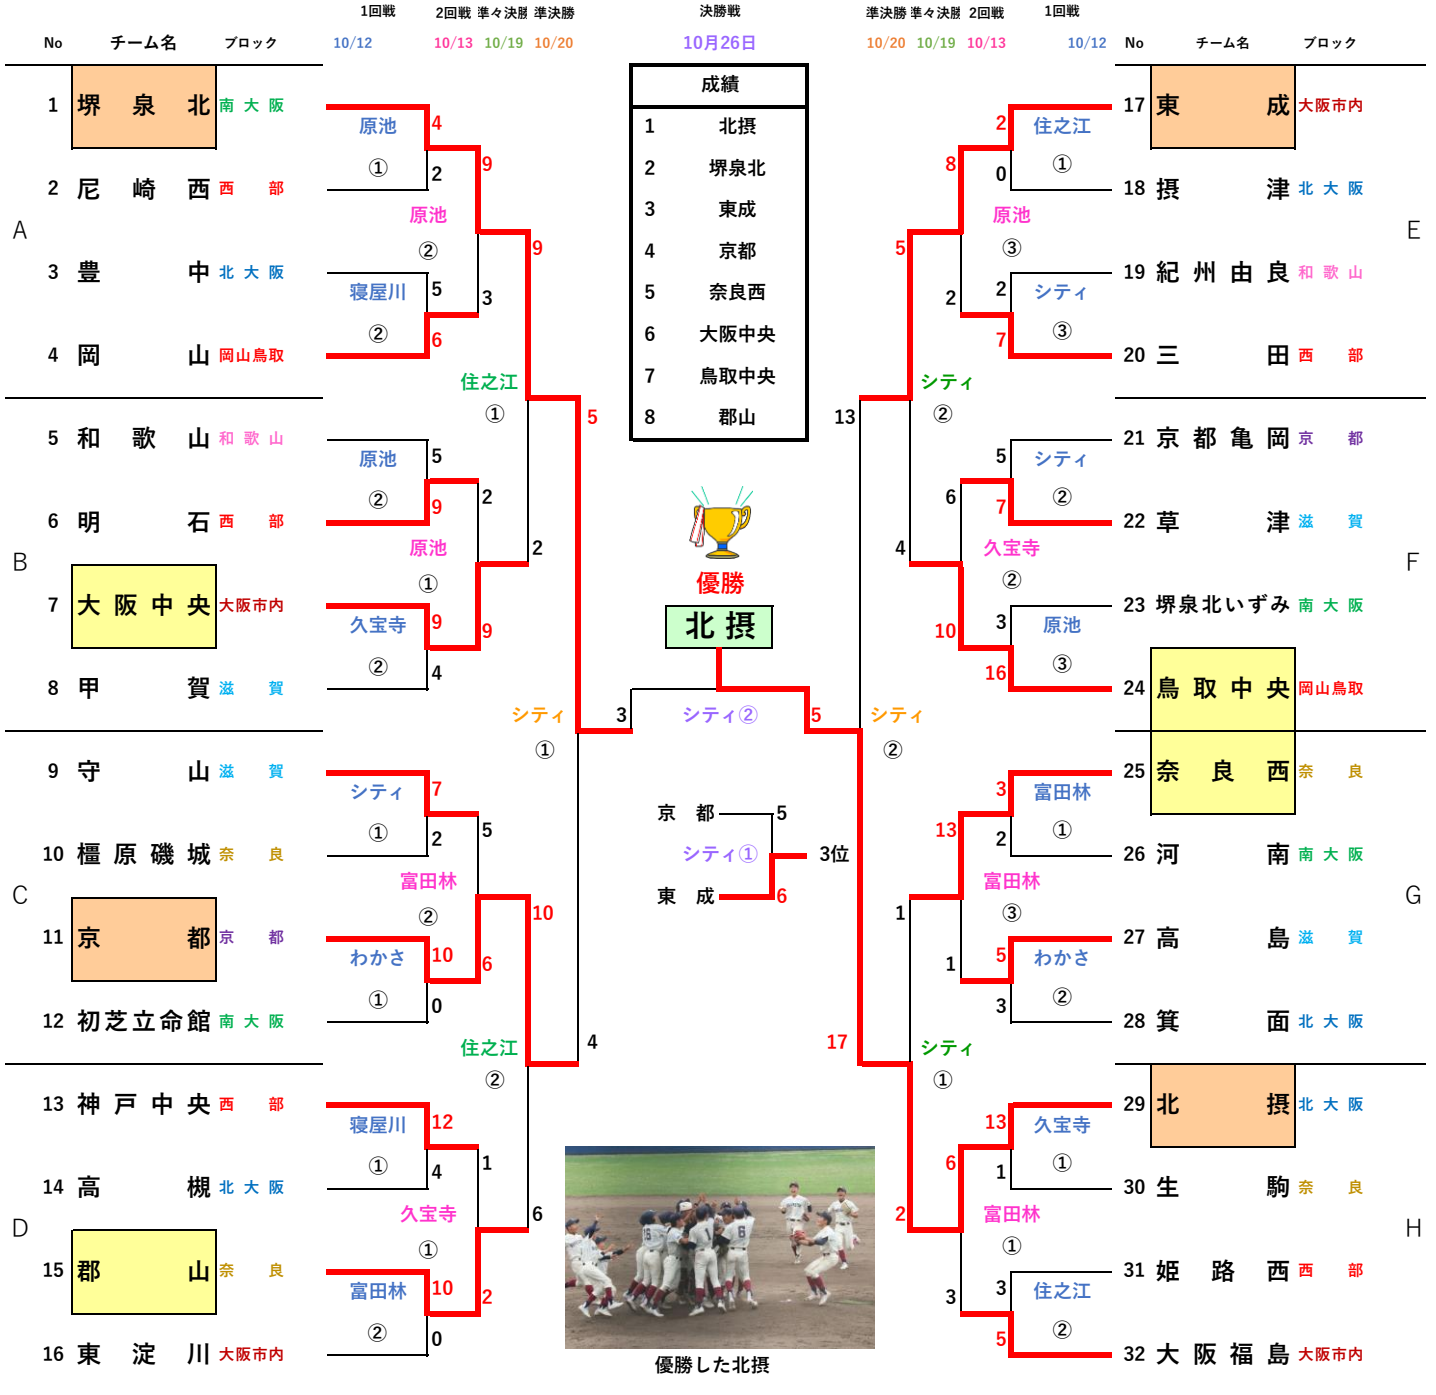 1回戦 2回戦 準々決勝 準決勝 決勝戦 準決勝 準々決勝 2回戦 1回戦
No チーム名 ブロック 10/12 10/13 10/19 10/20 10月26日 10/20 10/19 10/13 10/12 No チーム名 ブロック
成績
1 北摂
2 堺泉北
3 東成
4 京都
5 奈良西
6 大阪中央
7 鳥取中央
8 郡山
A
1 堺泉北 南大阪
原池 4
① 2
2 尼崎西 西部
9
原池
②
3
3 豊中 北大阪
寝屋川 5
② 6
4 岡山 岡山鳥取
9
住之江
①
2
B
5 和歌山 和歌山
原池 5
② 9
6 明石 西部
2
原池
①
9
7 大阪中央 大阪市内
久宝寺 9
② 4
8 甲賀 滋賀
5
シティ
①
4
C
9 守山 滋賀
シティ 7
① 2
10 橿原磯城 奈良
5
富田林
②
6
11 京都 京都
わかさ 10
① 0
12 初芝立命館 南大阪
10
住之江
②
6
D
13 神戸中央 西部
寝屋川 12
① 4
14 高槻 北大阪
1
久宝寺
①
2
15 郡山 奈良
富田林 10
② 0
16 東淀川 大阪市内
優勝
北摂
3 シティ② 5
京都 5
シティ① 3位
東成 6
優勝した北摂
E
17 東成 大阪市内
2 住之江
0 ①
18 摂津 北大阪
8
原池
③
2
19 紀州由良 和歌山
2 シティ
7 ③
20 三田 西部
5
シティ
②
4
F
21 京都亀岡 京都
5 シティ
7 ②
22 草津 滋賀
6
久宝寺
②
10
23 堺泉北いずみ 南大阪
3 原池
16 ③
24 鳥取中央 岡山鳥取
13
シティ
②
17
G
25 奈良西 奈良
3 富田林
2 ①
26 河南 南大阪
13
富田林
③
1
27 高島 滋賀
5 わかさ
3 ②
28 箕面 北大阪
1
シティ
①
2
H
29 北摂 北大阪
13 久宝寺
1 ①
30 生駒 奈良
6
富田林
①
3
31 姫路西 西部
3 住之江
5 ②
32 大阪福島 大阪市内